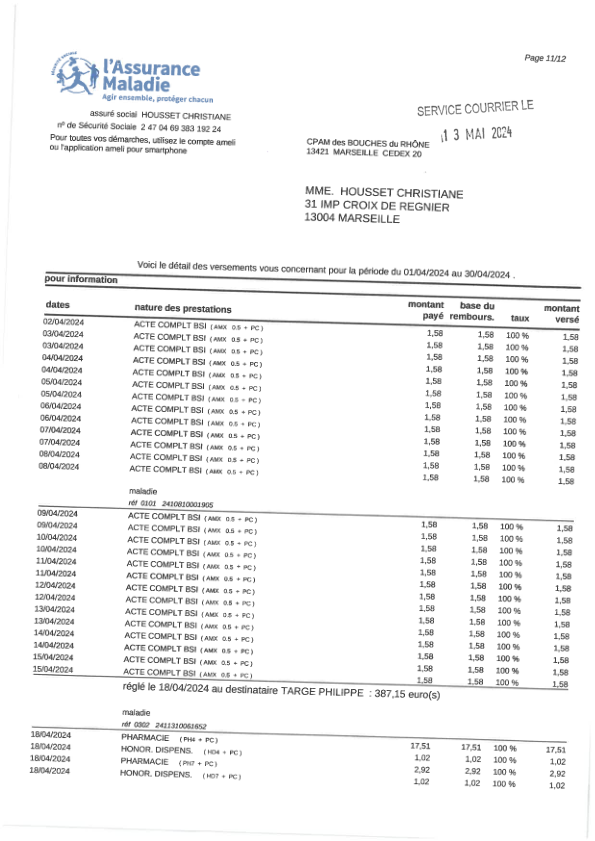 Page 11/12
SÉCURITÉ SOCIALE
l'Assurance
Maladie
Agir ensemble, protéger chacun
assuré social HOUSSET CHRISTIANE
nº de Sécurité Sociale 2 47 04 69 383 192 24
Pour toutes vos démarches, utilisez le compte ameli
ou l'application ameli pour smartphone
SERVICE COURRIER LE
13 MAI 2024
CPAM des BOUCHES du RHÔNE
13421 MARSEILLE CEDEX 20
MME. HOUSSET CHRISTIANE
31 IMP CROIX DE REGNIER
13004 MARSEILLE
Voici le détail des versements vous concernant pour la période du 01/04/2024 au 30/04/2024 .
pour information
dates nature des prestations montant payé base du rembours. taux montant versé
02/04/2024 ACTE COMPLT BSI ( AMX 0.5 + PC ) 1,58 1,58 100 % 1,58
03/04/2024 ACTE COMPLT BSI ( AMX 0.5 + PC ) 1,58 1,58 100 % 1,58
03/04/2024 ACTE COMPLT BSI ( AMX 0.5 + PC ) 1,58 1,58 100 % 1,58
04/04/2024 ACTE COMPLT BSI ( AMX 0.5 + PC ) 1,58 1,58 100 % 1,58
04/04/2024 ACTE COMPLT BSI ( AMX 0.5 + PC ) 1,58 1,58 100 % 1,58
05/04/2024 ACTE COMPLT BSI ( AMX 0.5 + PC ) 1,58 1,58 100 % 1,58
05/04/2024 ACTE COMPLT BSI ( AMX 0.5 + PC ) 1,58 1,58 100 % 1,58
06/04/2024 ACTE COMPLT BSI ( AMX 0.5 + PC ) 1,58 1,58 100 % 1,58
06/04/2024 ACTE COMPLT BSI ( AMX 0.5 + PC ) 1,58 1,58 100 % 1,58
07/04/2024 ACTE COMPLT BSI ( AMX 0.5 + PC ) 1,58 1,58 100 % 1,58
07/04/2024 ACTE COMPLT BSI ( AMX 0.5 + PC ) 1,58 1,58 100 % 1,58
08/04/2024 ACTE COMPLT BSI ( AMX 0.5 + PC ) 1,58 1,58 100 % 1,58
08/04/2024 ACTE COMPLT BSI ( AMX 0.5 + PC ) 1,58 1,58 100 % 1,58
maladie
réf 0101 2410810001905
09/04/2024 ACTE COMPLT BSI ( AMX 0.5 + PC ) 1,58 1,58 100 % 1,58
09/04/2024 ACTE COMPLT BSI ( AMX 0.5 + PC ) 1,58 1,58 100 % 1,58
10/04/2024 ACTE COMPLT BSI ( AMX 0.5 + PC ) 1,58 1,58 100 % 1,58
10/04/2024 ACTE COMPLT BSI ( AMX 0.5 + PC ) 1,58 1,58 100 % 1,58
11/04/2024 ACTE COMPLT BSI ( AMX 0.5 + PC ) 1,58 1,58 100 % 1,58
11/04/2024 ACTE COMPLT BSI ( AMX 0.5 + PC ) 1,58 1,58 100 % 1,58
12/04/2024 ACTE COMPLT BSI ( AMX 0.5 + PC ) 1,58 1,58 100 % 1,58
12/04/2024 ACTE COMPLT BSI ( AMX 0.5 + PC ) 1,58 1,58 100 % 1,58
13/04/2024 ACTE COMPLT BSI ( AMX 0.5 + PC ) 1,58 1,58 100 % 1,58
13/04/2024 ACTE COMPLT BSI ( AMX 0.5 + PC ) 1,58 1,58 100 % 1,58
14/04/2024 ACTE COMPLT BSI ( AMX 0.5 + PC ) 1,58 1,58 100 % 1,58
14/04/2024 ACTE COMPLT BSI ( AMX 0.5 + PC ) 1,58 1,58 100 % 1,58
15/04/2024 ACTE COMPLT BSI ( AMX 0.5 + PC ) 1,58 1,58 100 % 1,58
15/04/2024 ACTE COMPLT BSI ( AMX 0.5 + PC ) 1,58 1,58 100 % 1,58
réglé le 18/04/2024 au destinataire TARGE PHILIPPE : 387,15 euro(s)
maladie
réf 0302 2411310061652
18/04/2024 PHARMACIE ( PH4 + PC ) 17,51 17,51 100 % 17,51
18/04/2024 HONOR. DISPENS. ( HD4 + PC ) 1,02 1,02 100 % 1,02
18/04/2024 PHARMACIE ( PH7 + PC ) 2,92 2,92 100 % 2,92
18/04/2024 HONOR. DISPENS. ( HD7 + PC ) 1,02 1,02 100 % 1,02